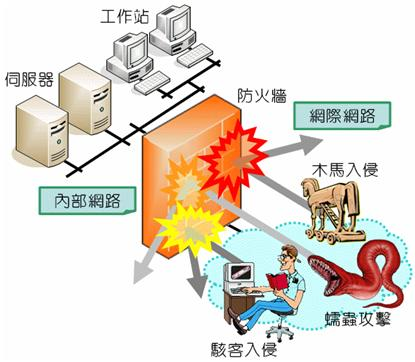 工作站
伺服器
防火牆
網際網路
木馬入侵
內部網路
蠕蟲攻擊
駭客入侵